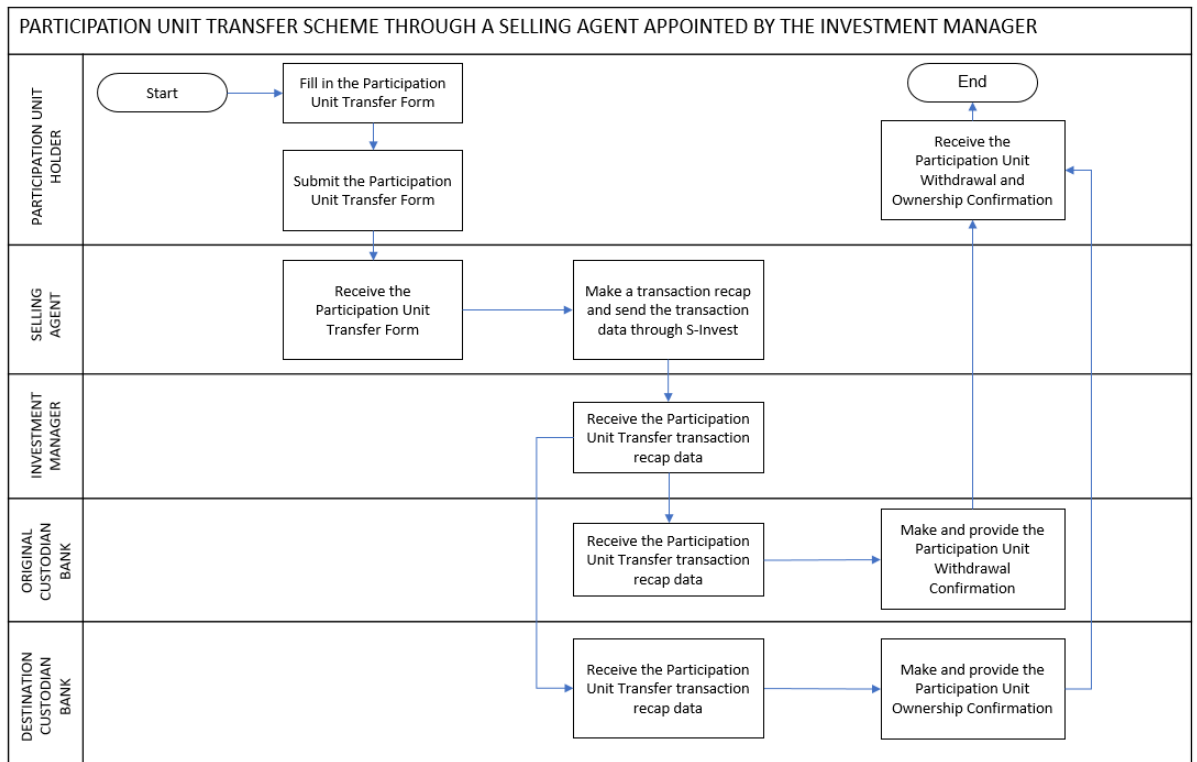 PARTICIPATION UNIT TRANSFER SCHEME THROUGH A SELLING AGENT APPOINTED BY THE INVESTMENT MANAGER
PARTICIPATION UNIT
HOLDER
Start
Fill in the Participation
Unit Transfer Form
Submit the Participation
Unit Transfer Form
End
Receive the
Participation Unit
Withdrawal and
Ownership Confirmation
SELLING
AGENT
Receive the
Participation Unit
Transfer Form
Make a transaction recap
and send the transaction
data through S-Invest
INVESTMENT
MANAGER
Receive the Participation
Unit Transfer transaction
recap data
ORIGINAL
CUSTODIAN
BANK
Receive the Participation
Unit Transfer transaction
recap data
Make and provide the
Participation Unit
Withdrawal
Confirmation
DESTINATION
CUSTODIAN
BANK
Receive the Participation
Unit Transfer transaction
recap data
Make and provide the
Participation Unit
Ownership Confirmation